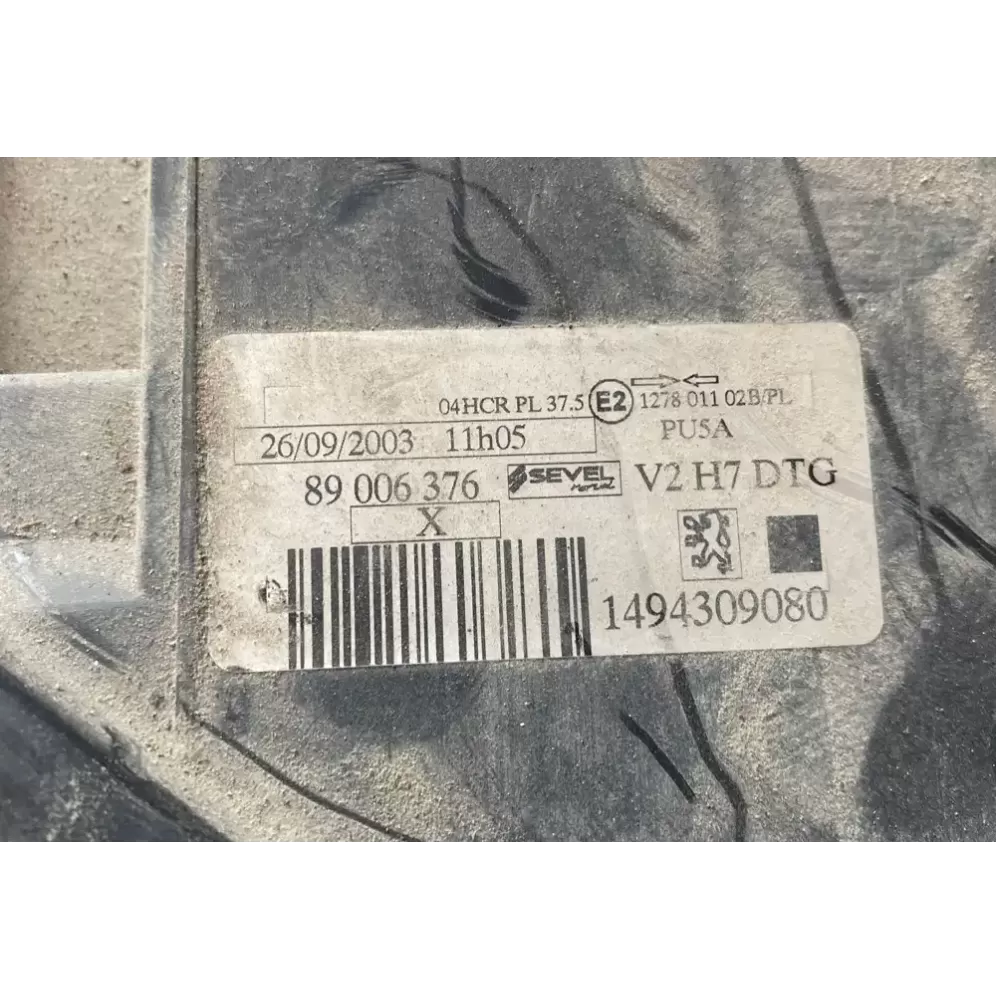 04HCR PL 37.5 E2 1278 011 02B/PL
26/09/2003 11h05 PU5A
89 006 376 SEVEL V2 H7 DTG
X
1494309080